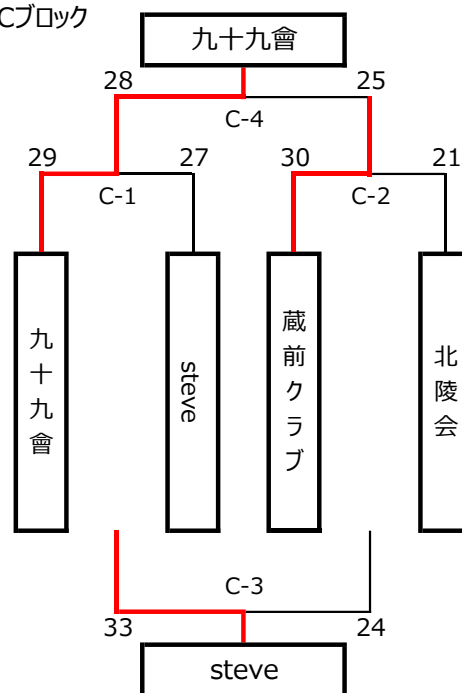 Cブロック
九十九會
28 25
C-4
29 27 30 21
C-1 C-2
九十九會
steve
蔵前クラブ
北陵会
C-3
33 24
steve